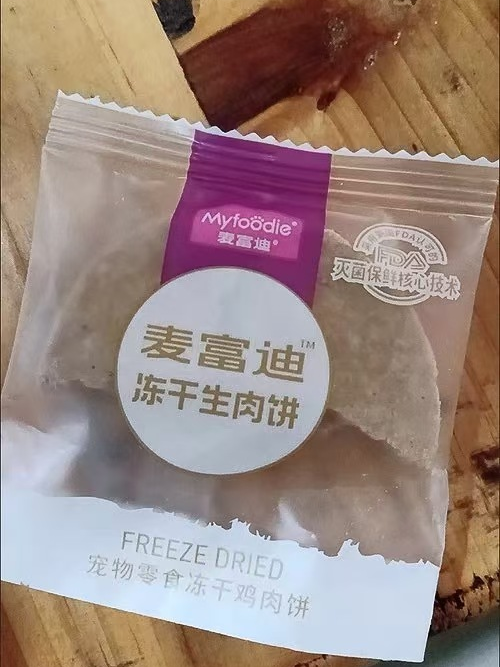 Myfoodie®
麦富迪®
FDA
灭菌保鲜核心技术
麦富迪™
冻干生肉饼
FREEZE DRIED
宠物零食冻干鸡肉饼